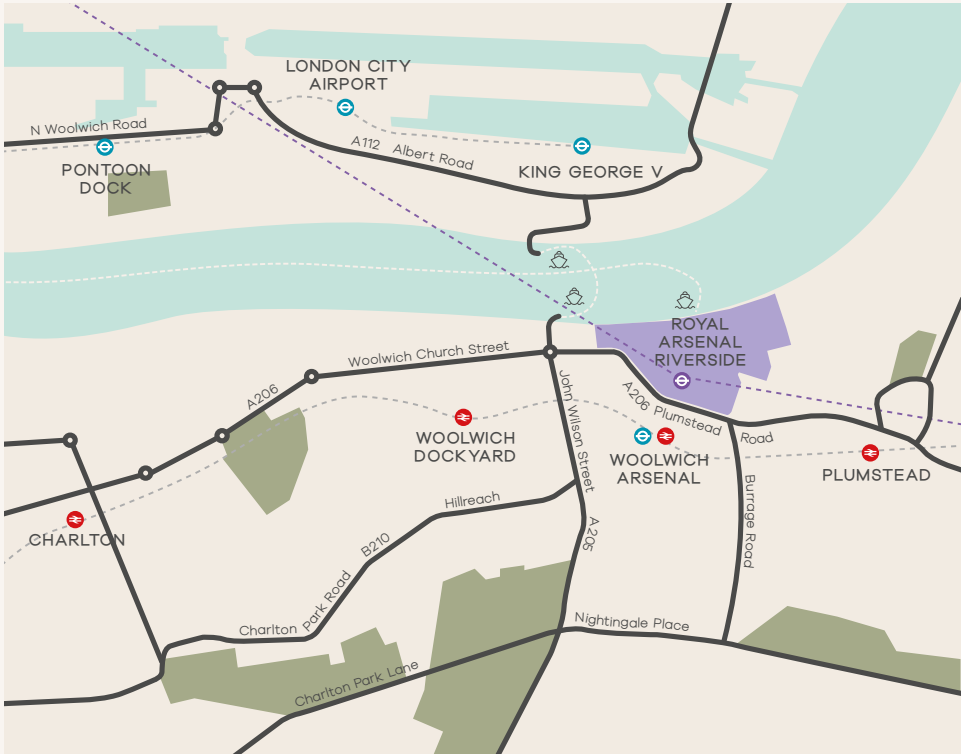 LONDON CITY
AIRPORT
N Woolwich Road
A112 Albert Road
PONTOON
DOCK
KING GEORGE V
ROYAL
ARSENAL
RIVERSIDE
Woolwich Church Street
A206
John Wilson Street
A206 Plumstead Road
WOOLWICH
DOCKYARD
WOOLWICH
ARSENAL
PLUMSTEAD
Hillreach
Burrage Road
CHARLTON
B210
A205
Charlton Park Road
Nightingale Place
Charlton Park Lane